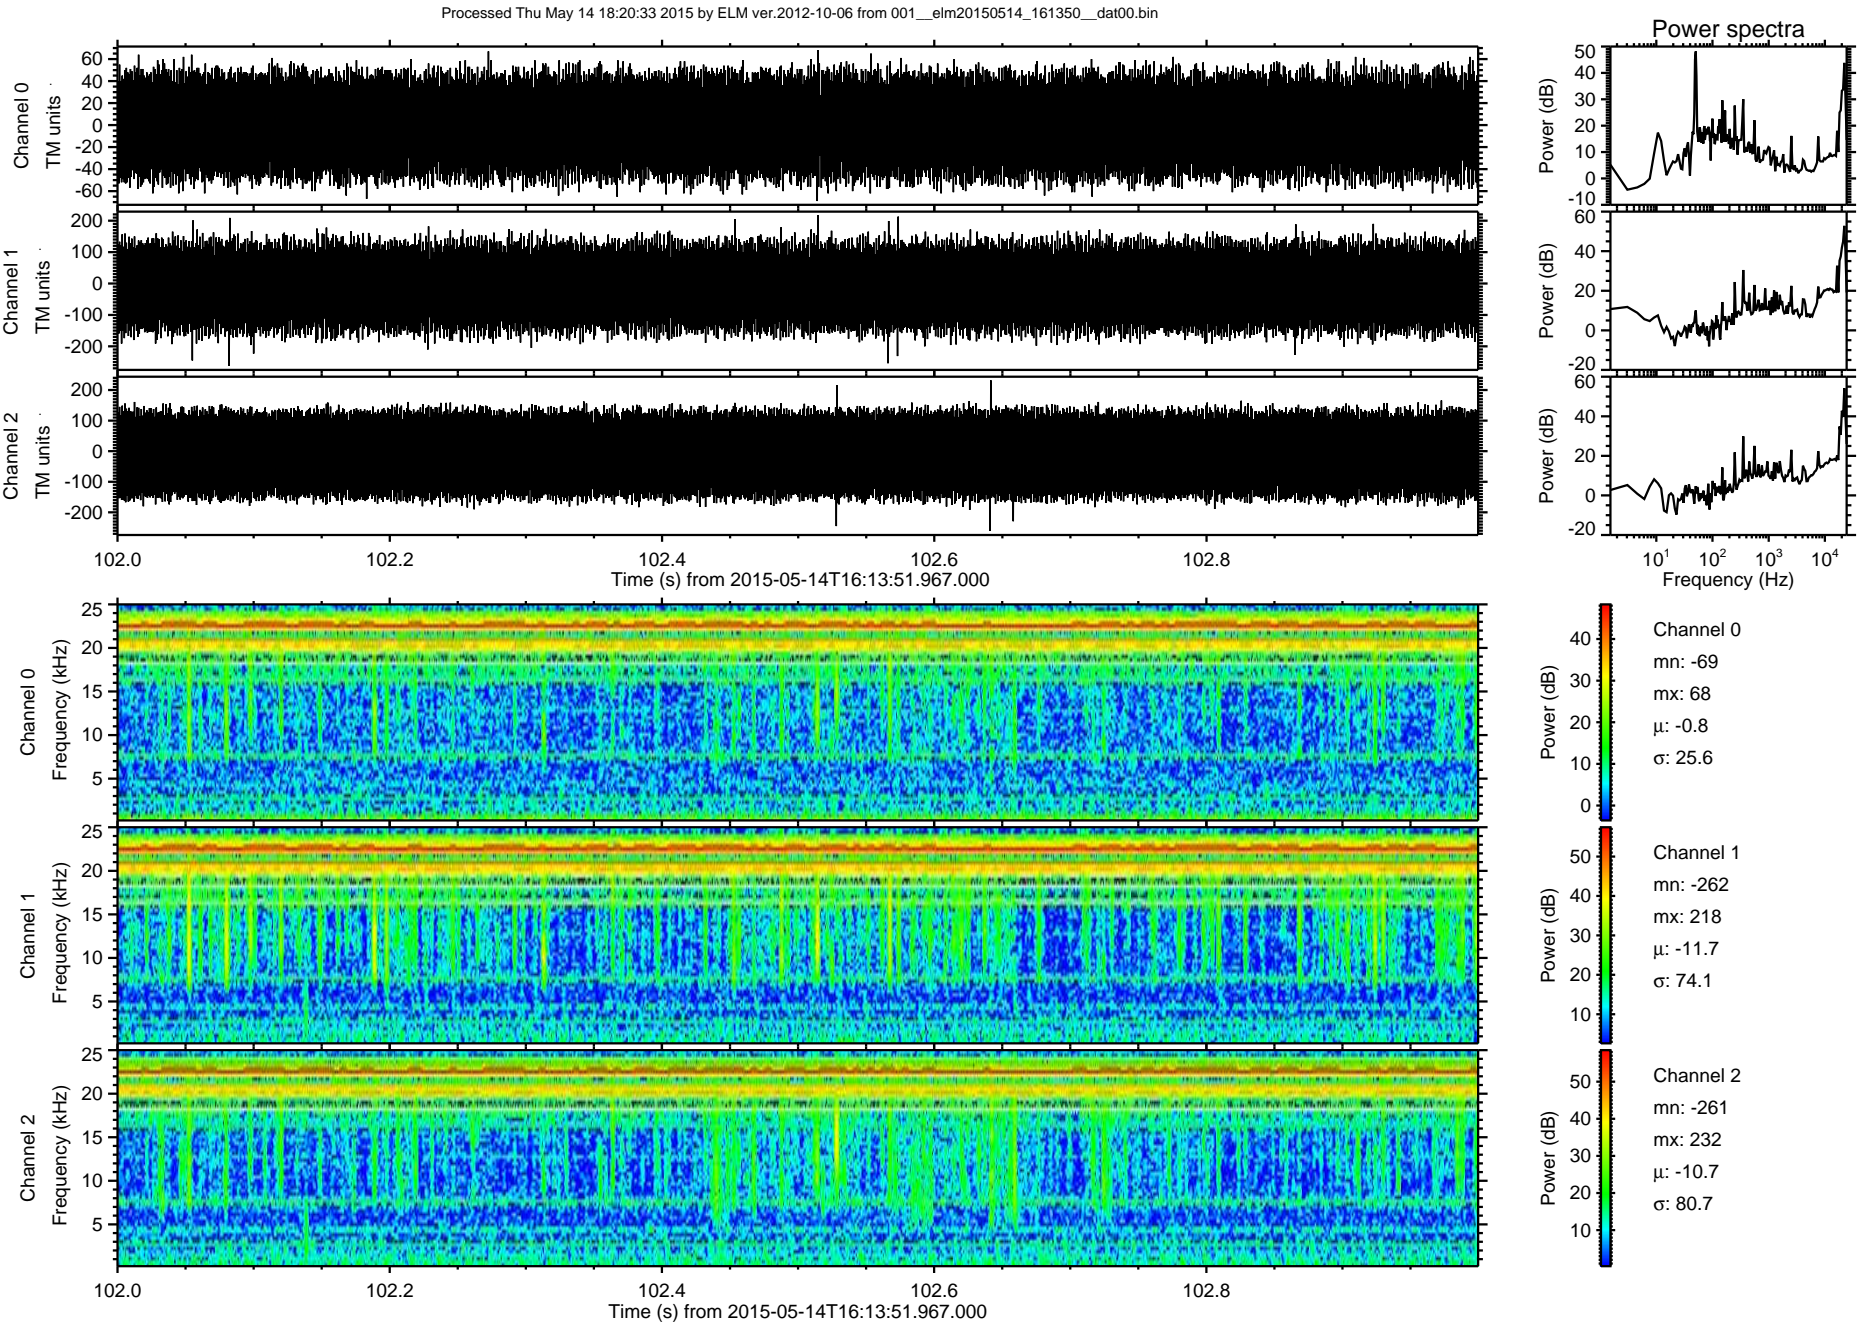 Processed Thu May 14 18:20:33 2015 by ELM ver.2012-10-06 from 001__elm20150514_161350__dat00.bin
Power spectra
Channel 0
TM units
60
40
20
0
-20
-40
-60
Power (dB)
50
40
30
20
10
0
-10
Channel 1
TM units
200
100
0
-100
-200
Power (dB)
60
40
20
0
-20
Channel 2
TM units
200
100
0
-100
-200
Power (dB)
60
40
20
0
-20
102.0 102.2 102.4 102.6 102.8
Time (s) from 2015-05-14T16:13:51.967.000
10¹ 10² 10³ 10⁴
Frequency (Hz)
Channel 0
Frequency (kHz)
25
20
15
10
5
Power (dB)
40
30
20
10
0
Channel 0
mn: -69
mx: 68
μ: -0.8
σ: 25.6
Channel 1
Frequency (kHz)
25
20
15
10
5
Power (dB)
50
40
30
20
10
Channel 1
mn: -262
mx: 218
μ: -11.7
σ: 74.1
Channel 2
Frequency (kHz)
25
20
15
10
5
Power (dB)
50
40
30
20
10
Channel 2
mn: -261
mx: 232
μ: -10.7
σ: 80.7
102.0 102.2 102.4 102.6 102.8
Time (s) from 2015-05-14T16:13:51.967.000